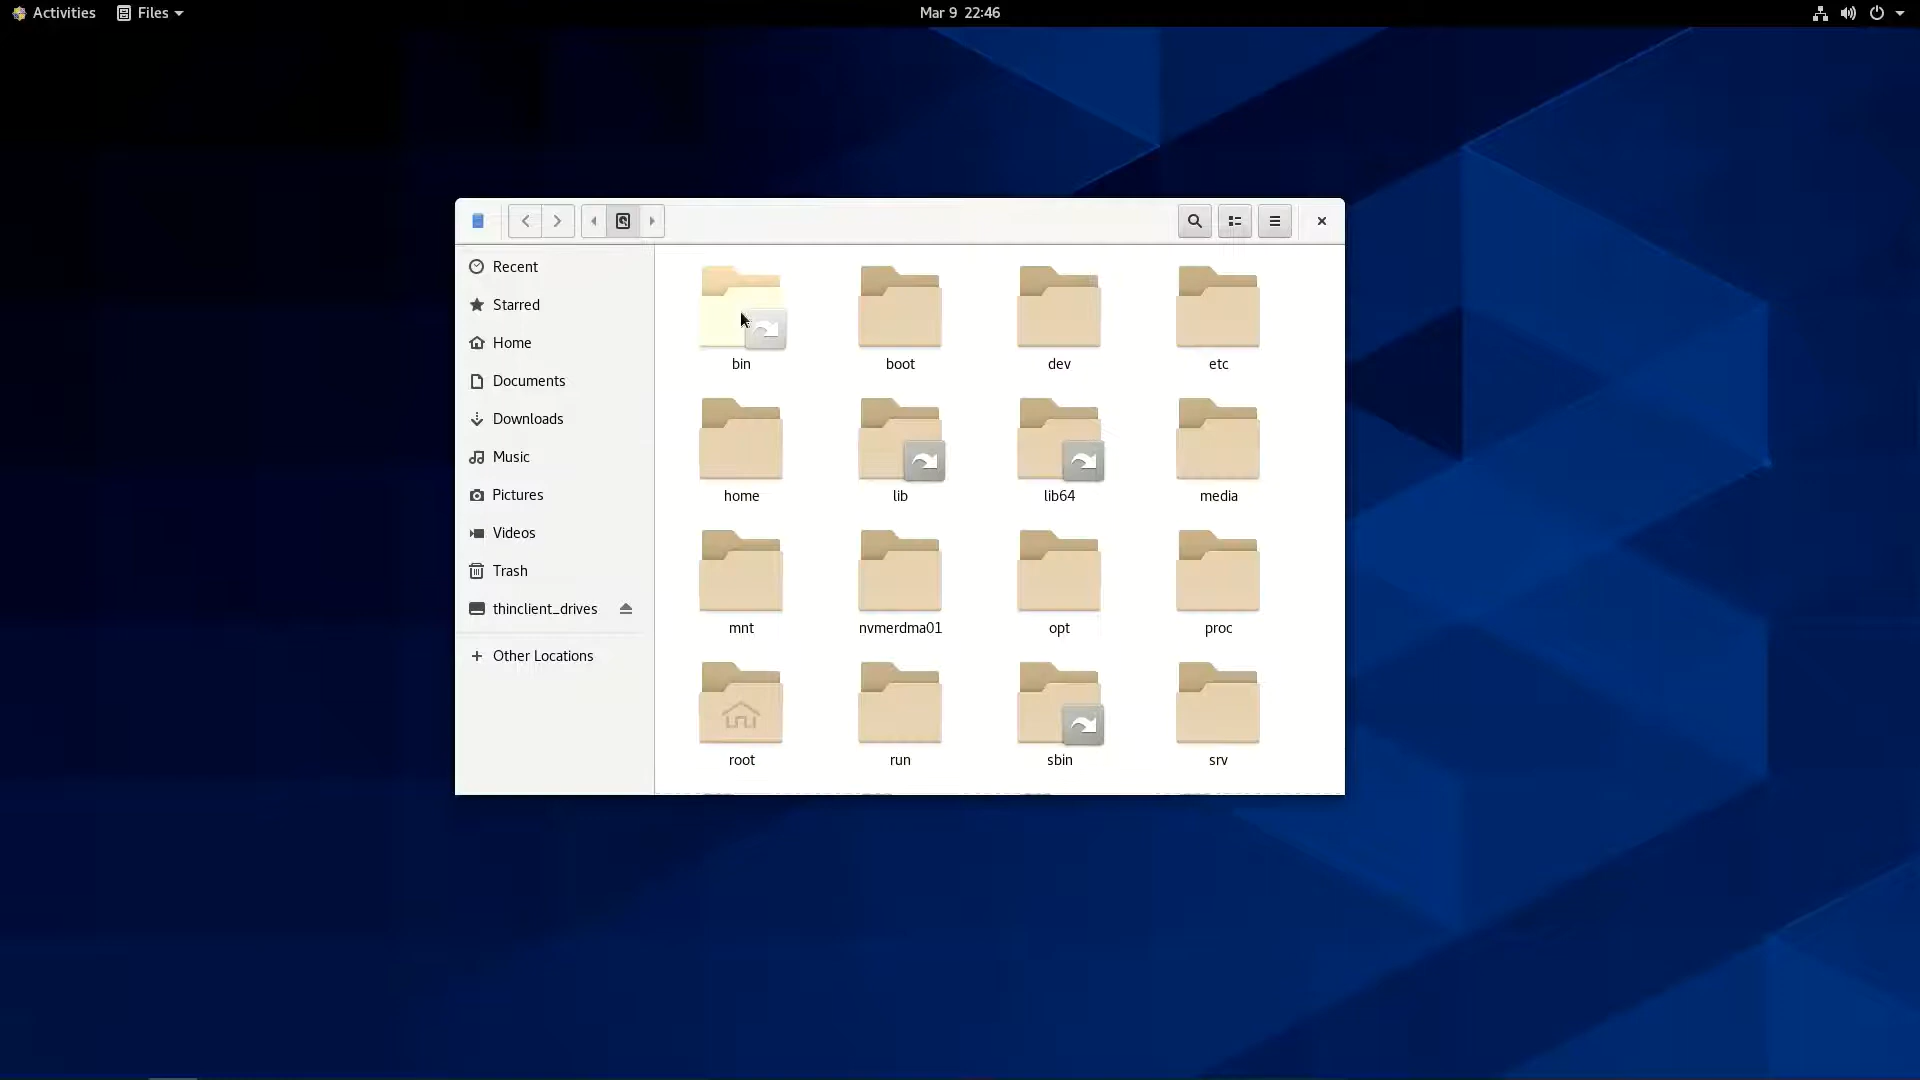 Activities Files Mar 9 22:46
Recent
Starred
Home
Documents
Downloads
Music
Pictures
Videos
Trash
thinclient_drives
Other Locations
bin boot dev etc
home lib lib64 media
mnt nvmerdma01 opt proc
root run sbin srv